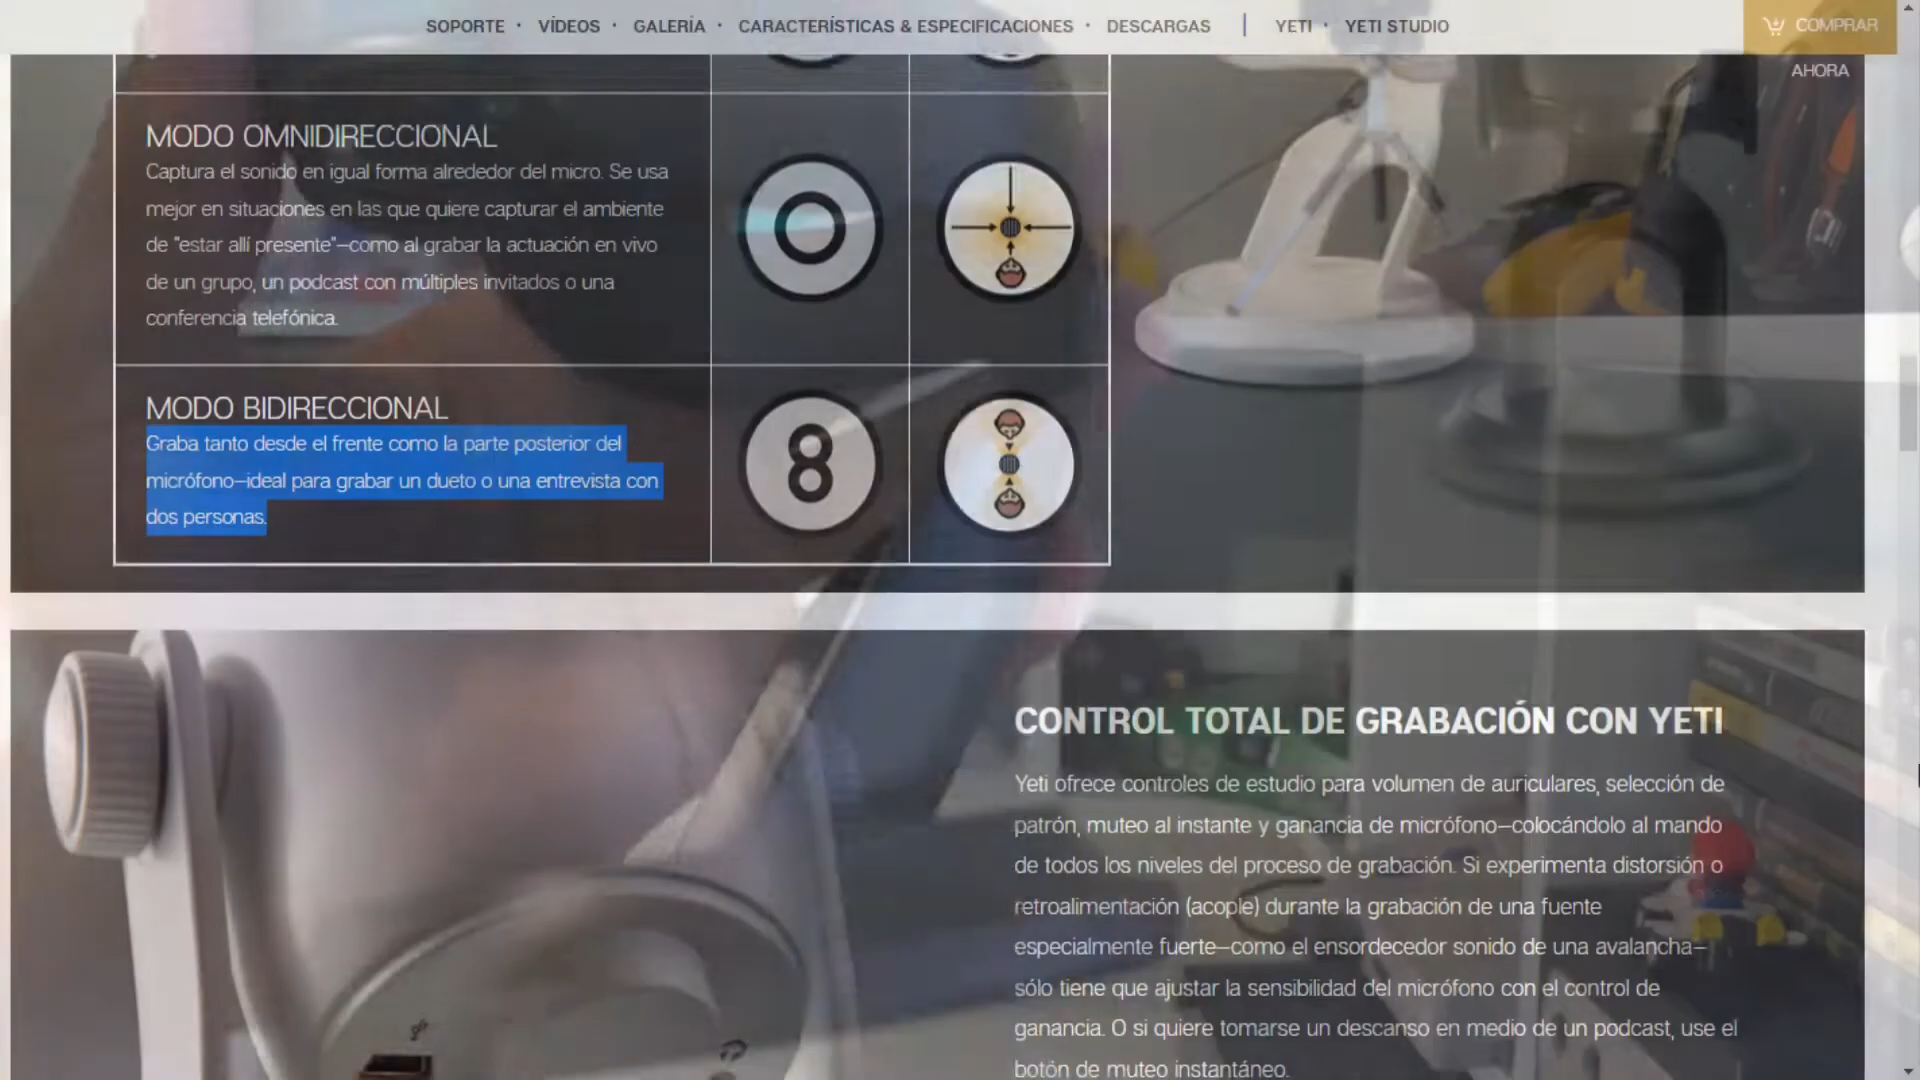 SOPORTE · VÍDEOS · GALERÍA · CARACTERÍSTICAS & ESPECIFICACIONES · DESCARGAS | YETI · YETI STUDIO
COMPRAR
AHORA
MODO OMNIDIRECCIONAL
Captura el sonido en igual forma alrededor del micro. Se usa
mejor en situaciones en las que quiere capturar el ambiente
de "estar allí presente"—como al grabar la actuación en vivo
de un grupo, un podcast con múltiples invitados o una
conferencia telefónica.
MODO BIDIRECCIONAL
Graba tanto desde el frente como la parte posterior del
micrófono—ideal para grabar un dueto o una entrevista con
dos personas.
CONTROL TOTAL DE GRABACIÓN CON YETI
Yeti ofrece controles de estudio para volumen de auriculares, selección de
patrón, muteo al instante y ganancia de micrófono—colocándolo al mando
de todos los niveles del proceso de grabación. Si experimenta distorsión o
retroalimentación (acople) durante la grabación de una fuente
especialmente fuerte—como el ensordecedor sonido de una avalancha—
sólo tiene que ajustar la sensibilidad del micrófono con el control de
ganancia. O si quiere tomarse un descanso en medio de un podcast, use el
botón de muteo instantáneo.